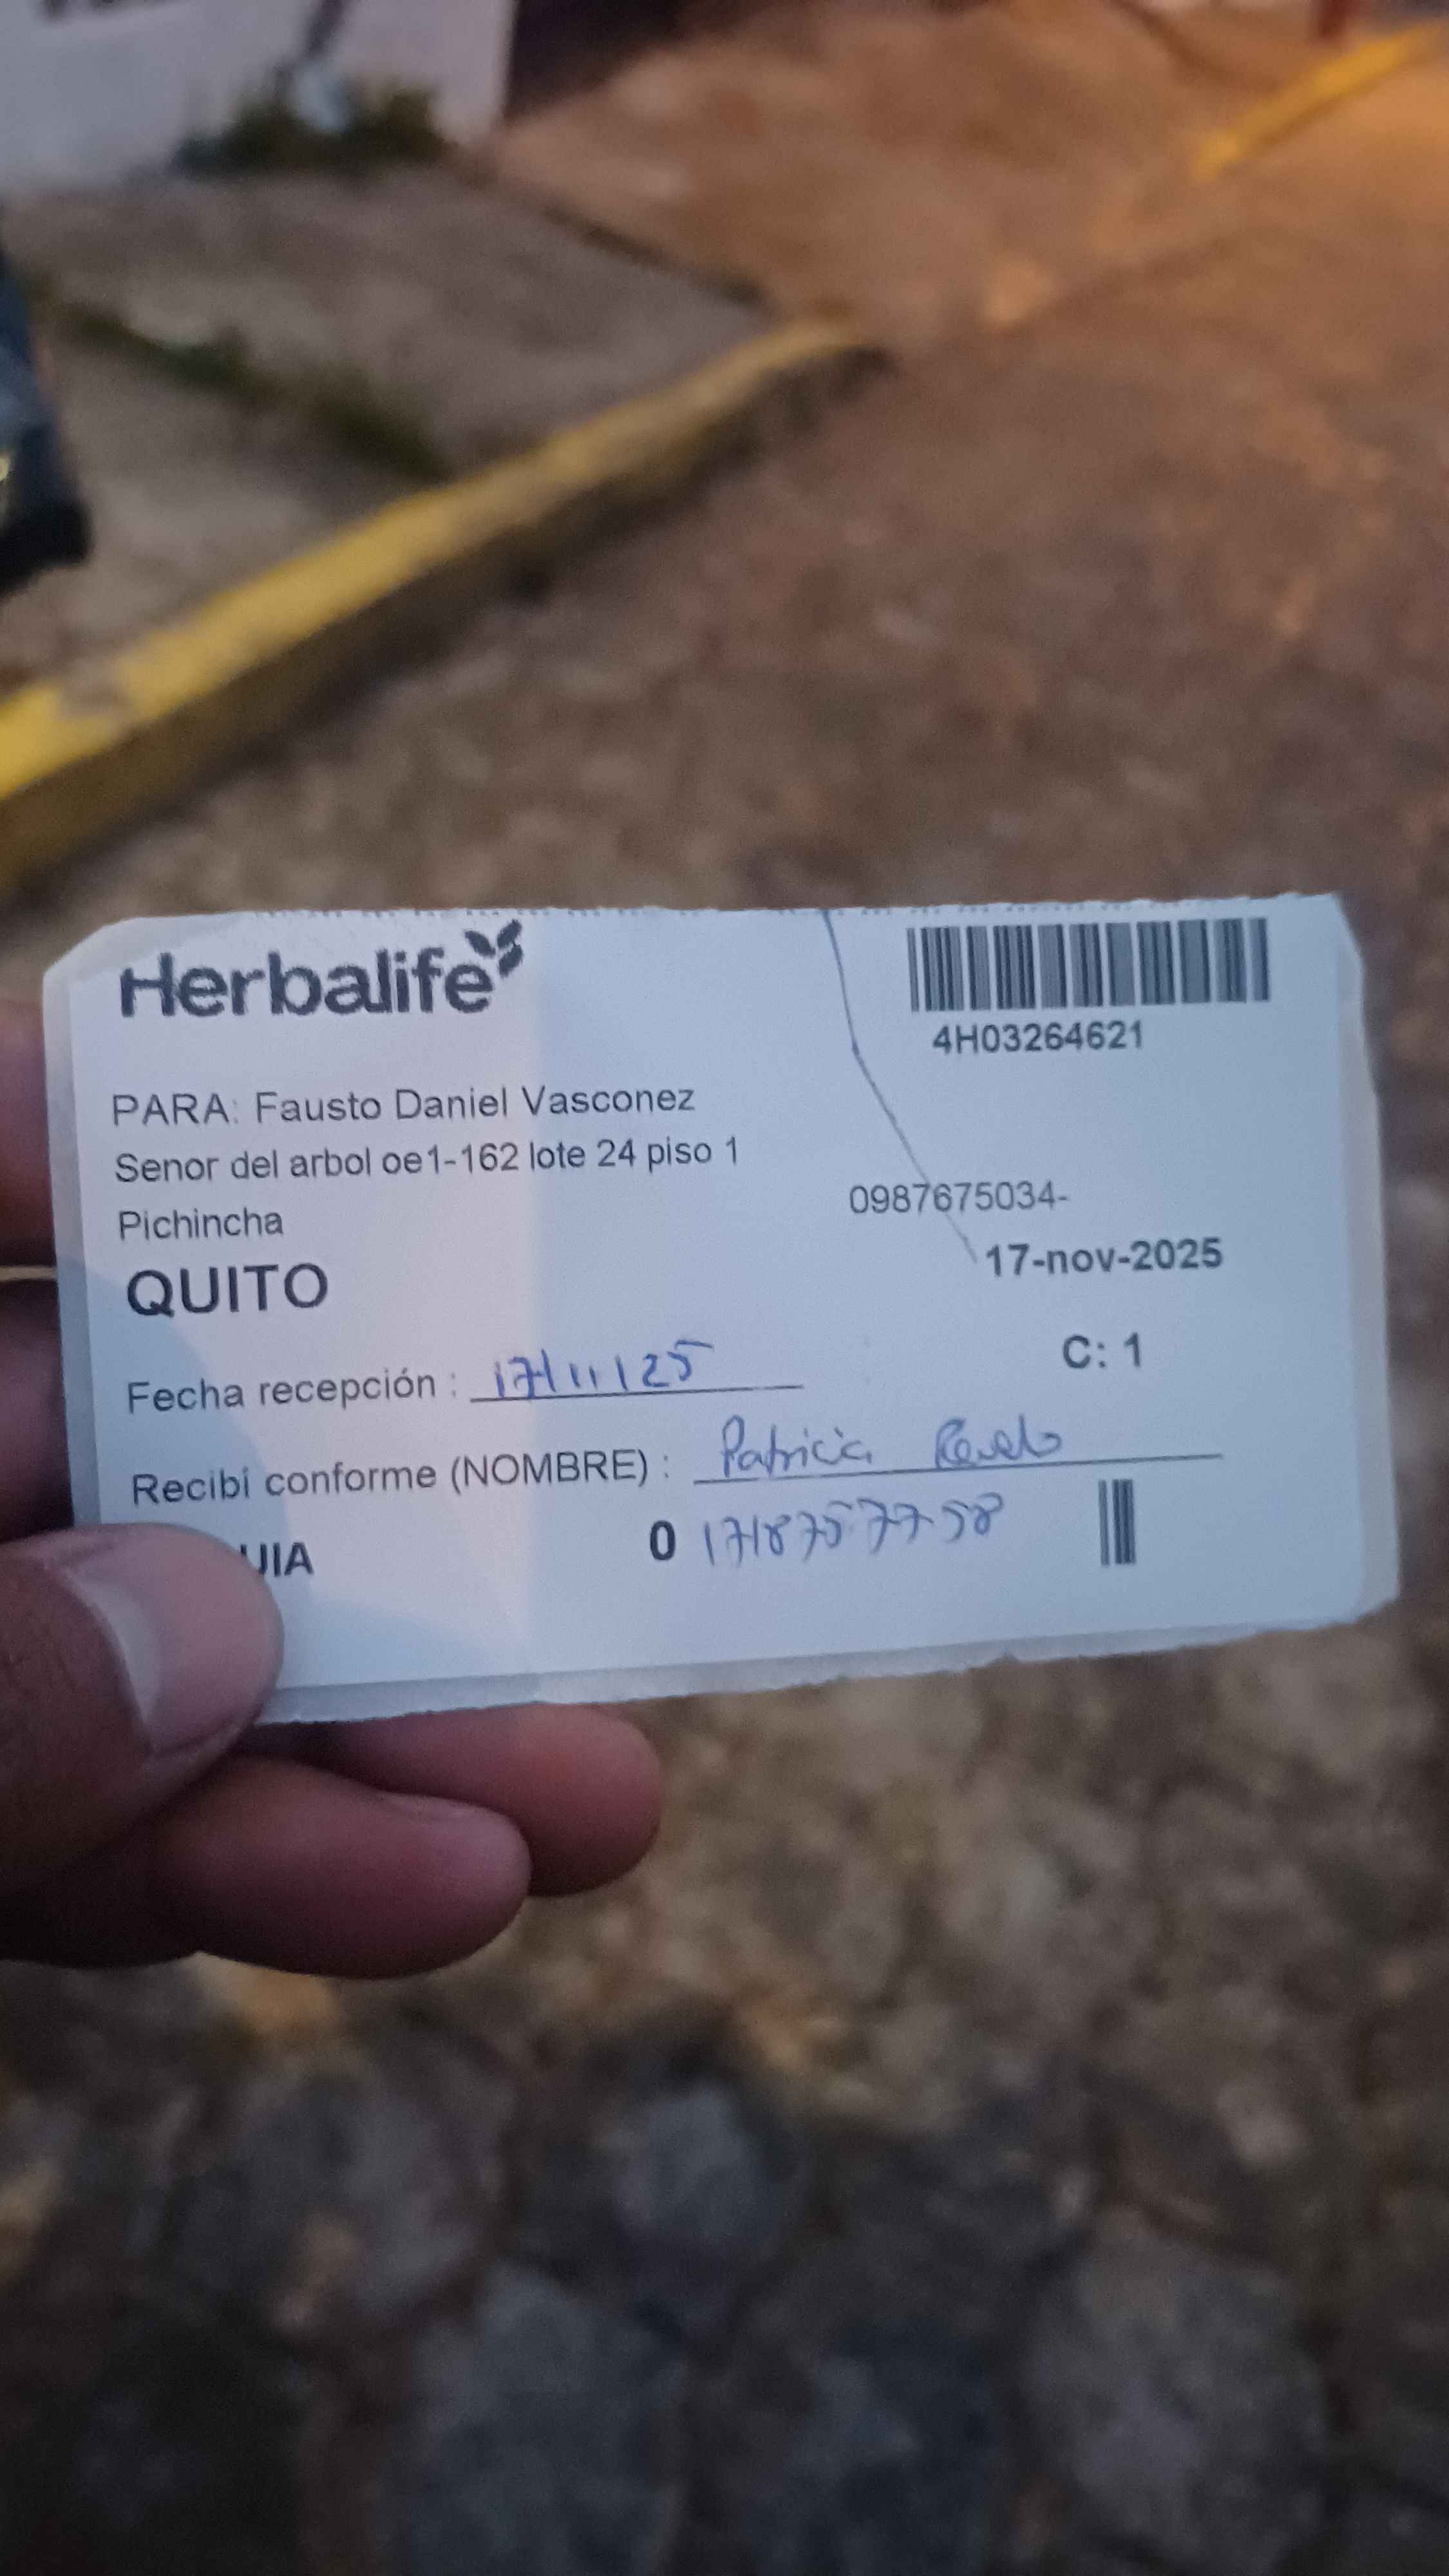 Herbalife
4H03264621
PARA: Fausto Daniel Vasconez
Senor del arbol oe1-162 lote 24 piso 1
0987675034-
Pichincha
17-nov-2025
QUITO
C: 1
Fecha recepción : 17/11/25
Recibí conforme (NOMBRE) : Patricia
UIA
0 1718757758